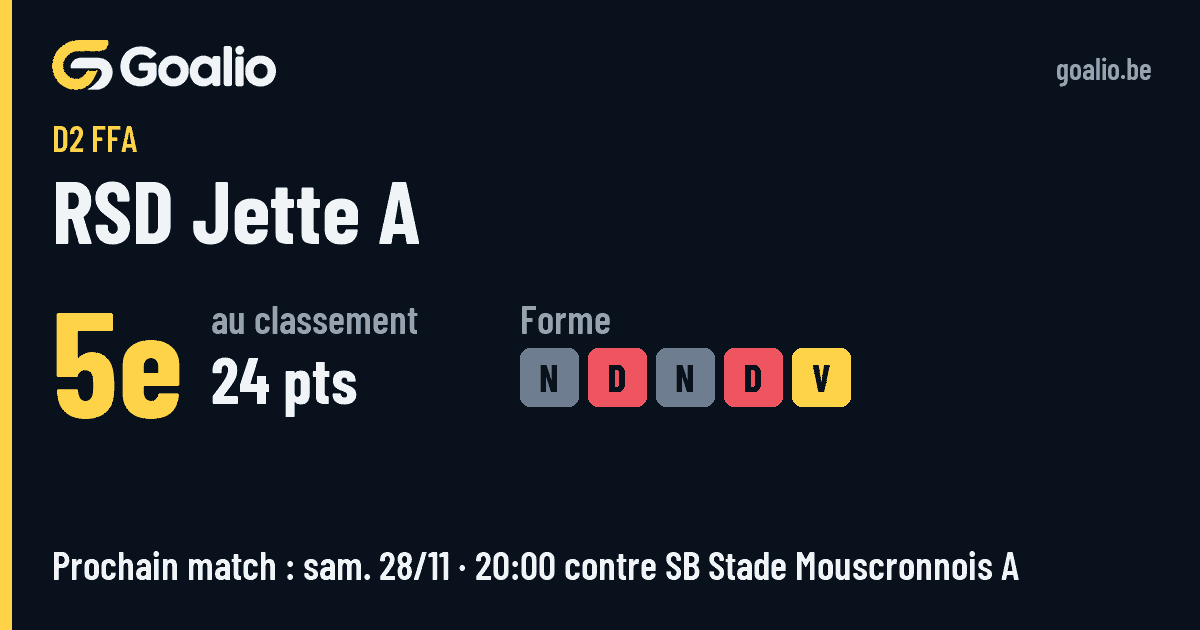 Goalio
goalio.be
D2 FFA
RSD Jette A
5e
au classement
24 pts
Forme
N D N D V
Prochain match : sam. 28/11 · 20:00 contre SB Stade Mouscronnois A